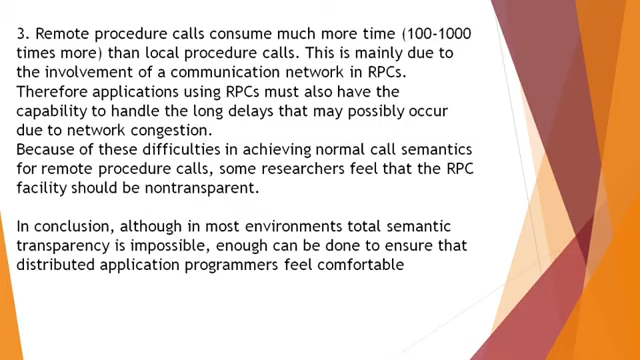 3. Remote procedure calls consume much more time (100-1000
times more) than local procedure calls. This is mainly due to
the involvement of a communication network in RPCs.
Therefore applications using RPCs must also have the
capability to handle the long delays that may possibly occur
due to network congestion.
Because of these difficulties in achieving normal call semantics
for remote procedure calls, some researchers feel that the RPC
facility should be nontransparent.
In conclusion, although in most environments total semantic
transparency is impossible, enough can be done to ensure that
distributed application programmers feel comfortable